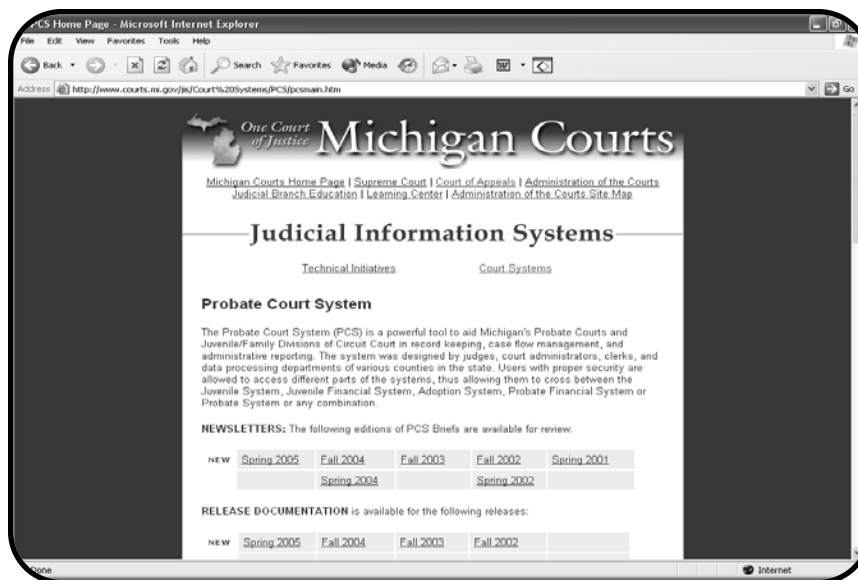 PCS Home Page - Microsoft Internet Explorer
File Edit View Favorites Tools Help
Back Search Favorites Media
Address http://www.courts.mi.gov/jis/Court%20Systems/PCS/pcsmain.htm Go
One Court of Justice Michigan Courts
Michigan Courts Home Page | Supreme Court | Court of Appeals | Administration of the Courts
Judicial Branch Education | Learning Center | Administration of the Courts Site Map
Judicial Information Systems
Technical Initiatives Court Systems
Probate Court System
The Probate Court System (PCS) is a powerful tool to aid Michigan's Probate Courts and
Juvenile/Family Divisions of Circuit Court in record keeping, case flow management, and
administrative reporting. The system was designed by judges, court administrators, clerks, and
data processing departments of various counties in the state. Users with proper security are
allowed to access different parts of the systems, thus allowing them to cross between the
Juvenile System, Juvenile Financial System, Adoption System, Probate Financial System or
Probate System or any combination.
NEWSLETTERS: The following editions of PCS Briefs are available for review:
NEW Spring 2005 Fall 2004 Fall 2003 Fall 2002 Spring 2001
Spring 2004 Spring 2002
RELEASE DOCUMENTATION is available for the following releases:
NEW Spring 2005 Fall 2004 Fall 2003 Fall 2002
Done Internet